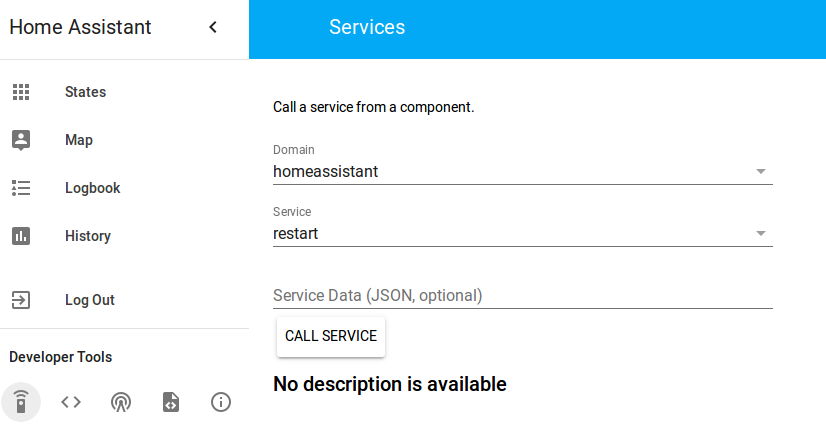 Home Assistant
Services
States
Map
Logbook
History
Log Out
Developer Tools
Call a service from a component.
Domain
homeassistant
Service
restart
Service Data (JSON, optional)
CALL SERVICE
No description is available